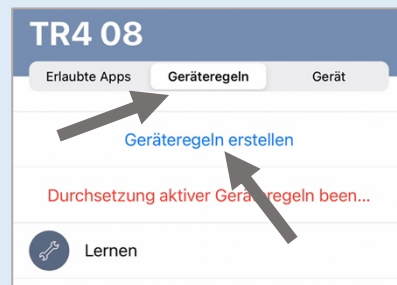 TR4 08
Erlaubte Apps Geräteregeln Gerät
Geräteregeln erstellen
Durchsetzung aktiver Geräteregeln been...
Lernen